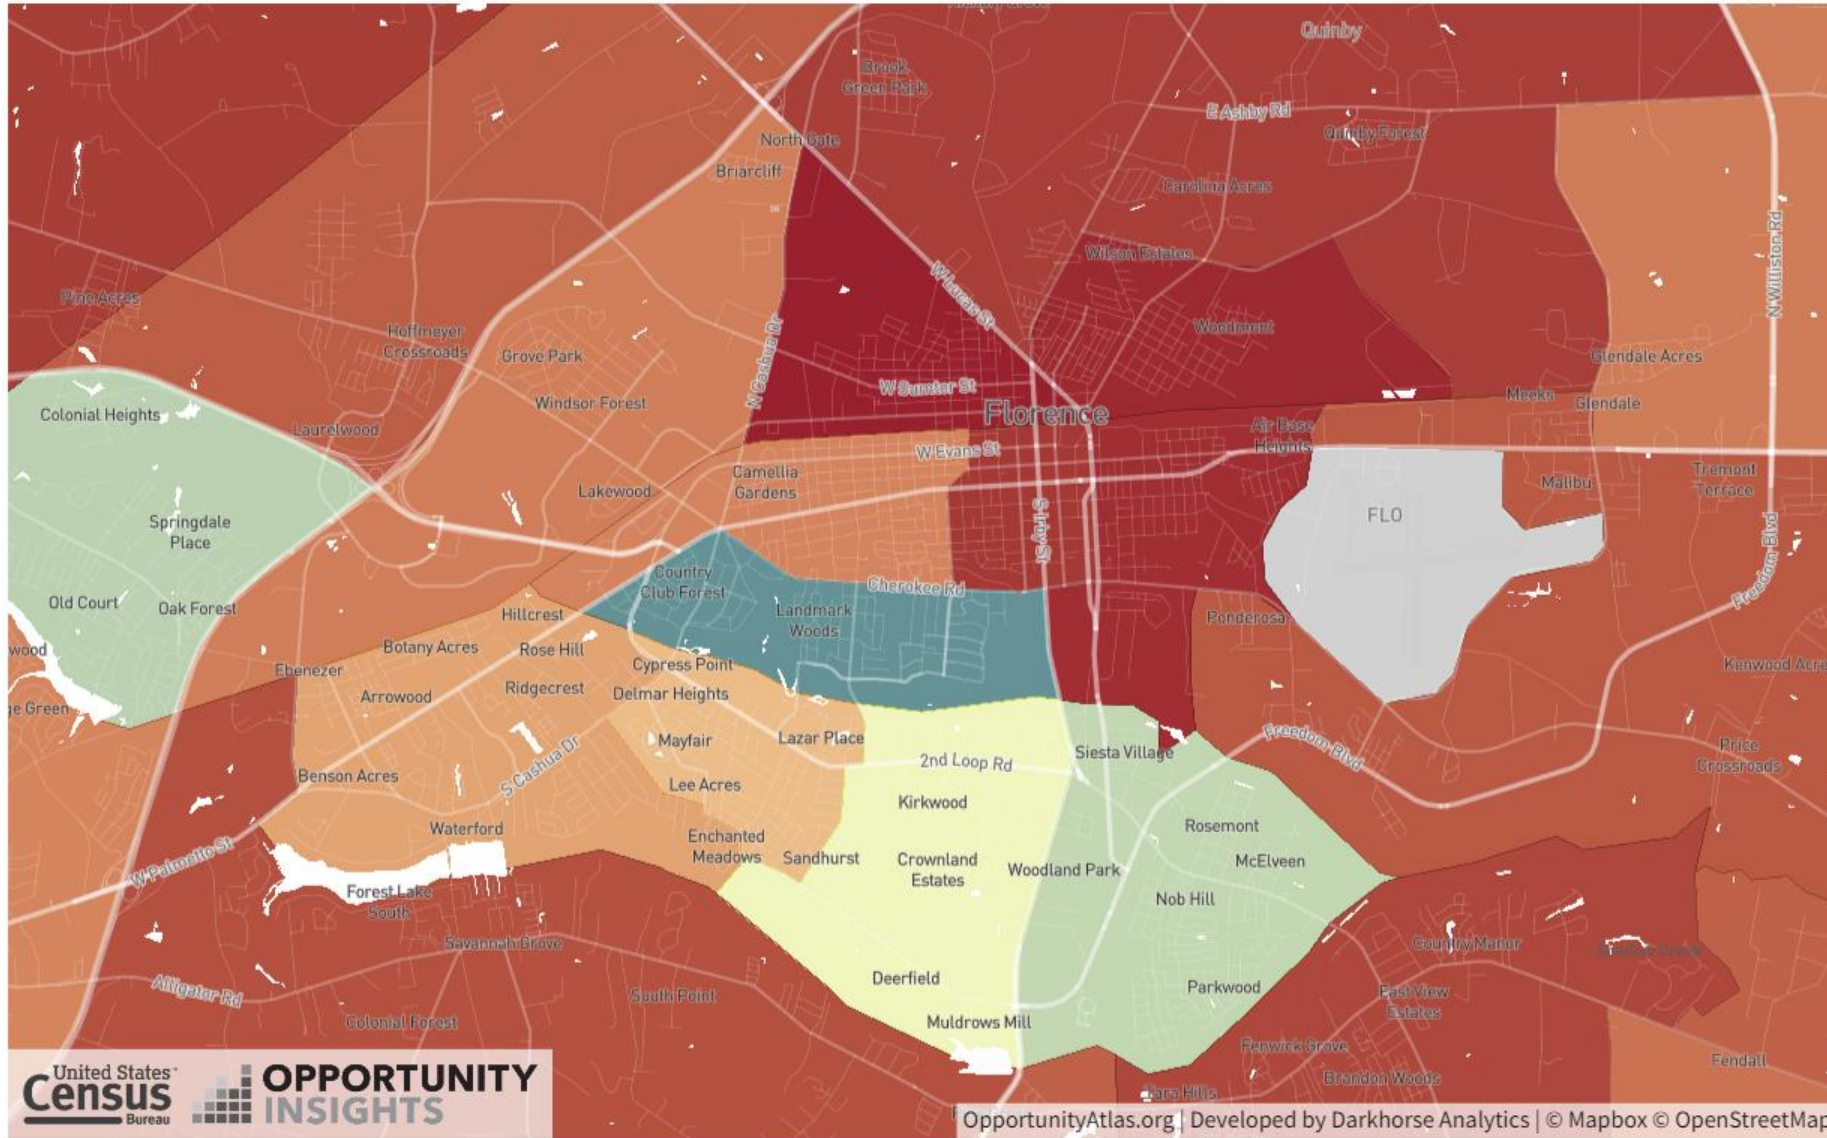 Quinby
Brook
Green Park
E Ashby Rd
Quinby Forest
North Gate
Briarcliff
Carolina Acres
N Williston Rd
Wilson Estates
W Lucas St
Pine Acres
Hoffmeyer
Crossroads
Grove Park
N Cashua Dr
Woodmont
Glendale Acres
W Sumter St
Windsor Forest
Meeks
Glendale
Florence
Colonial Heights
Laurelwood
Air Base
Heights
W Evans St
Camellia
Gardens
Lakewood
Malibu
Tremont
Terrace
Springdale
Place
FLO
S Irby St
Freedom Blvd
Country
Club Forest
Cherokee Rd
Old Court
Oak Forest
Hillcrest
Landmark
Woods
Ponderosa
wood
Botany Acres
Rose Hill
Cypress Point
Kenwood Acre
Ebenezer
Arrowood
Ridgecrest
Delmar Heights
ge Green
Mayfair
Lazar Place
Siesta Village
Freedom Blvd
2nd Loop Rd
Price
Crossroads
Benson Acres
S Cashua Dr
Lee Acres
Kirkwood
Waterford
Rosemont
Enchanted
Meadows
Sandhurst
Crownland
Estates
Woodland Park
McElveen
W Palmetto St
Forest Lake
South
Nob Hill
Savannah Grove
Country Manor
Deerfield
Parkwood
Alligator Rd
South Point
East View
Estates
Colonial Forest
Muldrows Mill
Fenwick Grove
Brandon Woods
Fendall
Tara Hills
United States™
Census
Bureau
OPPORTUNITY
INSIGHTS
OpportunityAtlas.org | Developed by Darkhorse Analytics | © Mapbox © OpenStreetMap